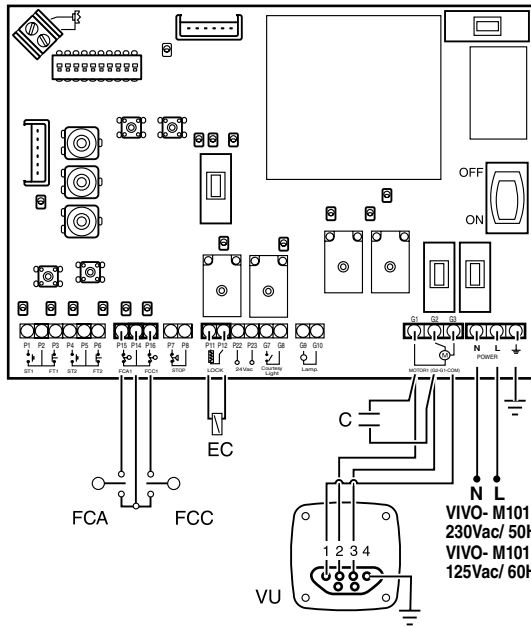 OFF
ON
G1 G2 G3
P1 P2 P3 P4 P5 P6 P15 P14 P16 P7 P8 P11 P12 P22 P23 G7 G8 G9 G10
N L
POWER
ST1 FT1 ST2 FT2 FCA1 FCC1 STOP LOCK 24Vac Courtesy Light Lamp.
M
MOTOR1 (G2-G1-COM)
C
EC
FCA FCC
N L
VIVO- M101
230Vac/ 50H
VIVO- M101
125Vac/ 60H
1 2 3 4
VU